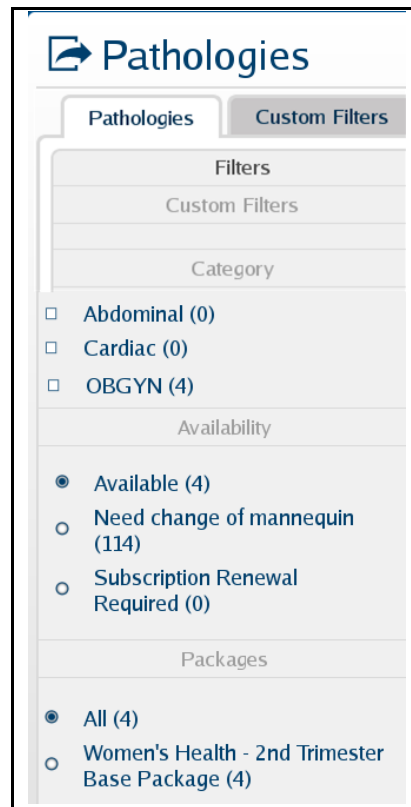 Pathologies
Pathologies
Custom Filters
Filters
Custom Filters
Category
Abdominal (0)
Cardiac (0)
OBGYN (4)
Availability
Available (4)
Need change of mannequin
(114)
Subscription Renewal
Required (0)
Packages
All (4)
Women's Health - 2nd Trimester
Base Package (4)